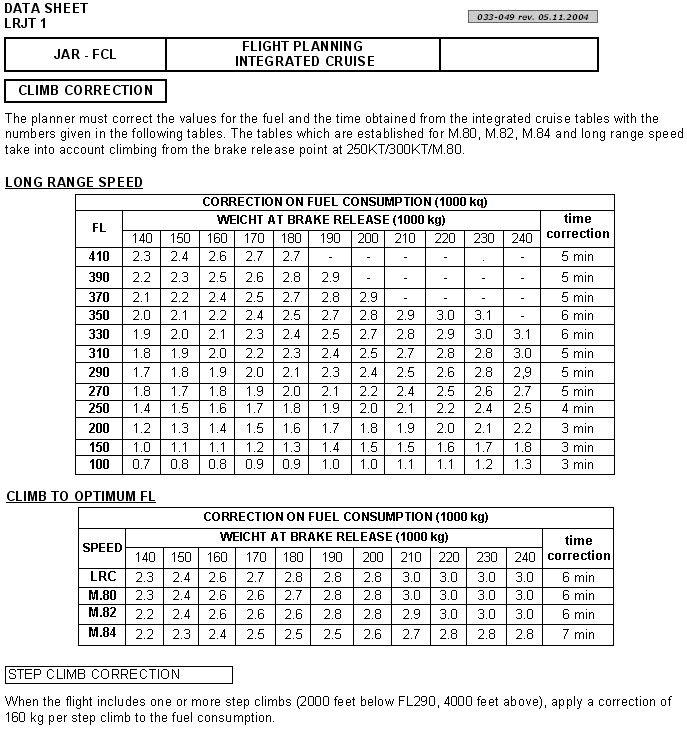 DATA SHEET
LRJT 1
033-049 rev. 05.11.2004
JAR - FCL
FLIGHT PLANNING
INTEGRATED CRUISE
CLIMB CORRECTION
The planner must correct the values for the fuel and the time obtained from the integrated cruise tables with the
numbers given in the following tables. The tables which are established for M.80, M.82, M.84 and long range speed
take into account climbing from the brake release point at 250KT/300KT/M.80.
LONG RANGE SPEED
CORRECTION ON FUEL CONSUMPTION (1000 kq)
FL
WEICHT AT BRAKE RELEASE (1000 kg)
time
correction
140 150 160 170 180 190 200 210 220 230 240
410 2.3 2.4 2.6 2.7 2.7 - - - - . - 5 min
390 2.2 2.3 2.5 2.6 2.8 2.9 - - - - - 5 min
370 2.1 2.2 2.4 2.5 2.7 2.8 2.9 - - - - 5 min
350 2.0 2.1 2.2 2.4 2.5 2.7 2.8 2.9 3.0 3.1 - 6 min
330 1.9 2.0 2.1 2.3 2.4 2.5 2.7 2.8 2.9 3.0 3.1 6 min
310 1.8 1.9 2.0 2.2 2.3 2.4 2.5 2.7 2.8 2.8 3.0 5 min
290 1.7 1.8 1.9 2.0 2.1 2.3 2.4 2.5 2.6 2.8 2,9 5 min
270 1.8 1.7 1.8 1.9 2.0 2.1 2.2 2.4 2.5 2.6 2.7 5 min
250 1.4 1.5 1.6 1.7 1.8 1.9 2.0 2.1 2.2 2.4 2.5 4 min
200 1.2 1.3 1.4 1.5 1.6 1.7 1.8 1.9 2.0 2.1 2.2 3 min
150 1.0 1.1 1.1 1.2 1.3 1.4 1.5 1.5 1.6 1.7 1.8 3 min
100 0.7 0.8 0.8 0.9 0.9 1.0 1.0 1.1 1.1 1.2 1.3 3 min
CLIMB TO OPTIMUM FL
CORRECTION ON FUEL CONSUMPTION (1000 kg)
SPEED
WEICHT AT BRAKE RELEASE (1000 kg)
time
correction
140 150 160 170 180 190 200 210 220 230 240
LRC 2.3 2.4 2.6 2.7 2.8 2.8 2.8 3.0 3.0 3.0 3.0 6 min
M.80 2.3 2.4 2.6 2.6 2.7 2.8 2.8 3.0 3.0 3.0 3.0 6 min
M.82 2.2 2.4 2.6 2.6 2.6 2.8 2.8 2.9 3.0 3.0 3.0 6 min
M.84 2.2 2.3 2.4 2.5 2.5 2.5 2.6 2.7 2.8 2.8 2.8 7 min
STEP CLIMB CORRECTION
When the flight includes one or more step climbs (2000 feet below FL290, 4000 feet above), apply a correction of
160 kg per step climb to the fuel consumption.